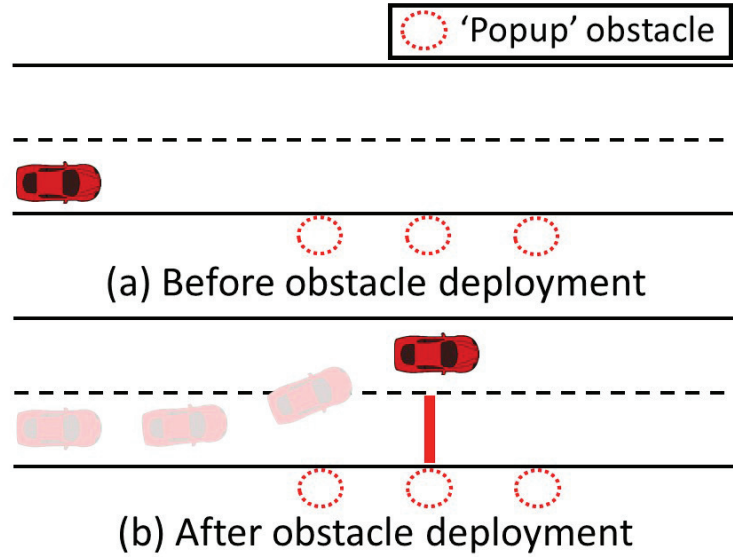 ‘Popup’ obstacle
(a) Before obstacle deployment
(b) After obstacle deployment